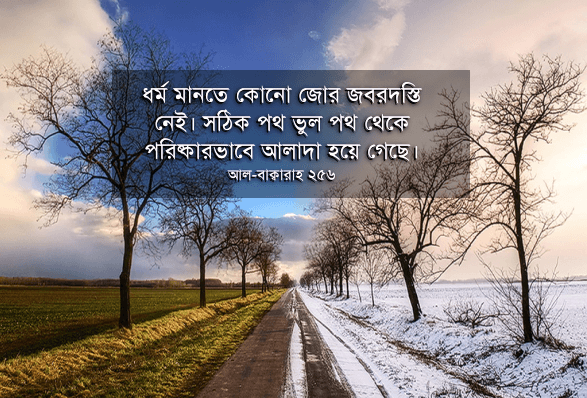 ধর্ম মানতে কোনো জোর জবরদস্তি
নেই। সঠিক পথ ভুল পথ থেকে
পরিষ্কারভাবে আলাদা হয়ে গেছে।
আল-বাক্বারাহ ২৫৬